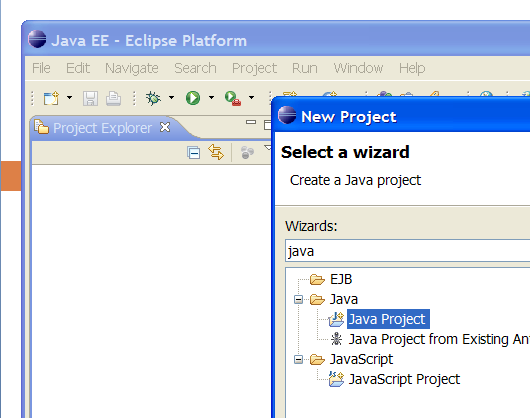 Java EE - Eclipse Platform
File Edit Navigate Search Project Run Window Help
Project Explorer
New Project
Select a wizard
Create a Java project
Wizards:
java
EJB
Java
Java Project
Java Project from Existing An
JavaScript
JavaScript Project